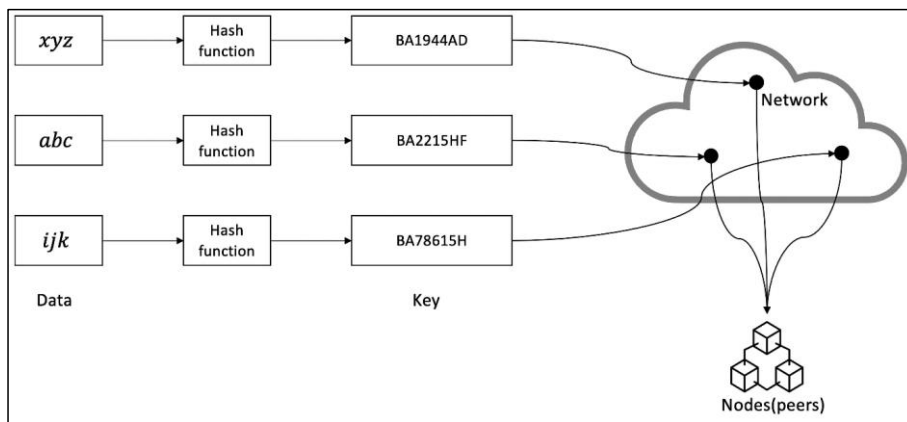 xyz
Hash
function
BA1944AD
Network
abc
Hash
function
BA2215HF
ijk
Hash
function
BA78615H
Data
Key
Nodes(peers)